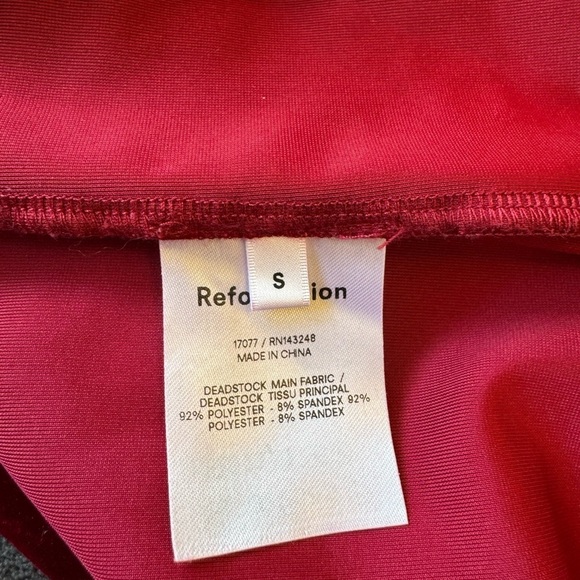 S
Refo ion
17077 / RN143248
MADE IN CHINA
DEADSTOCK MAIN FABRIC /
DEADSTOCK TISSU PRINCIPAL
92% POLYESTER - 8% SPANDEX 92%
POLYESTER - 8% SPANDEX